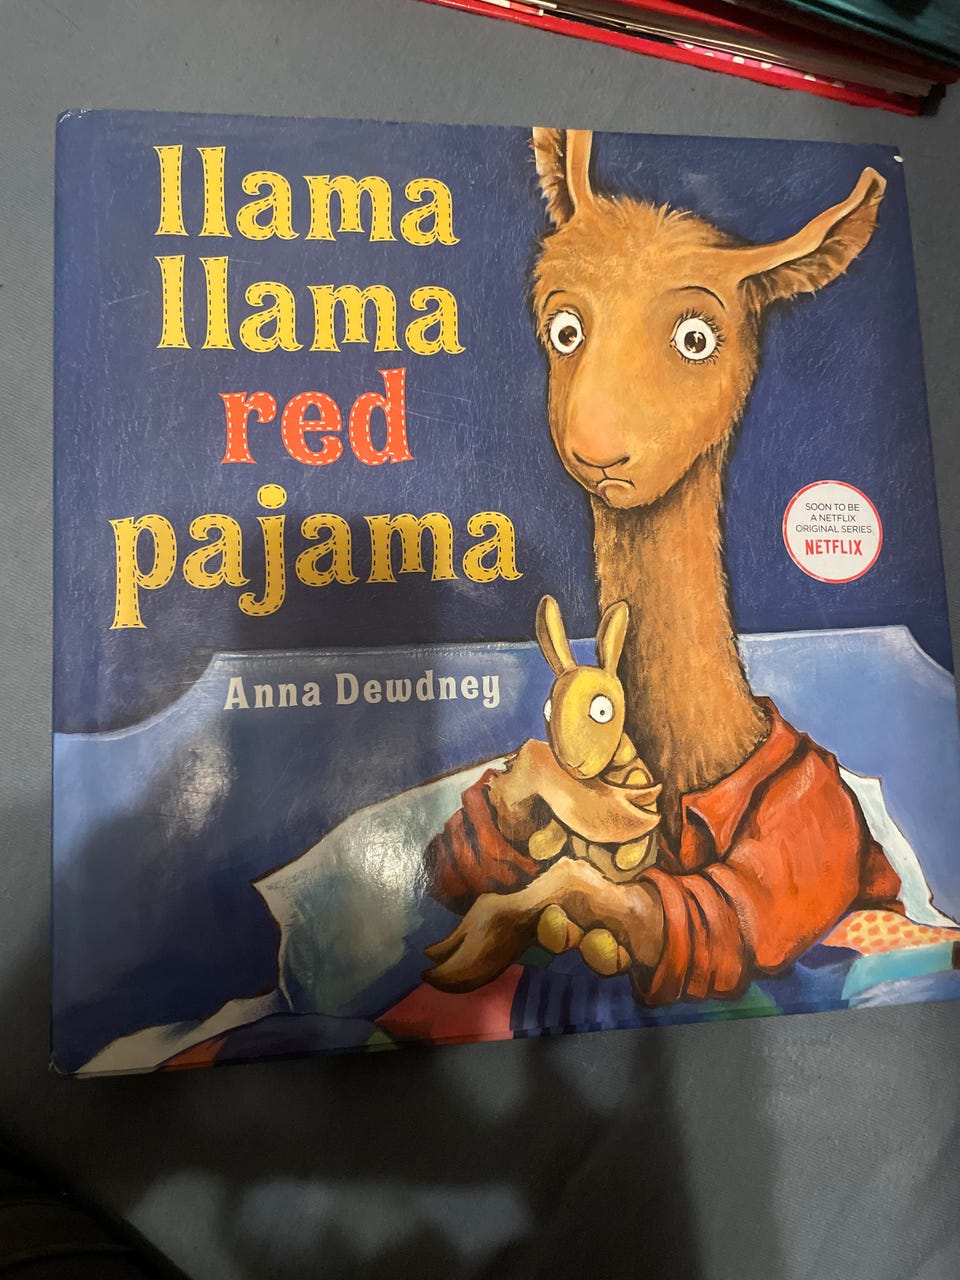 llama
llama
red
pajama
Anna Dewdney
SOON TO BE
A NETFLIX
ORIGINAL SERIES
NETFLIX